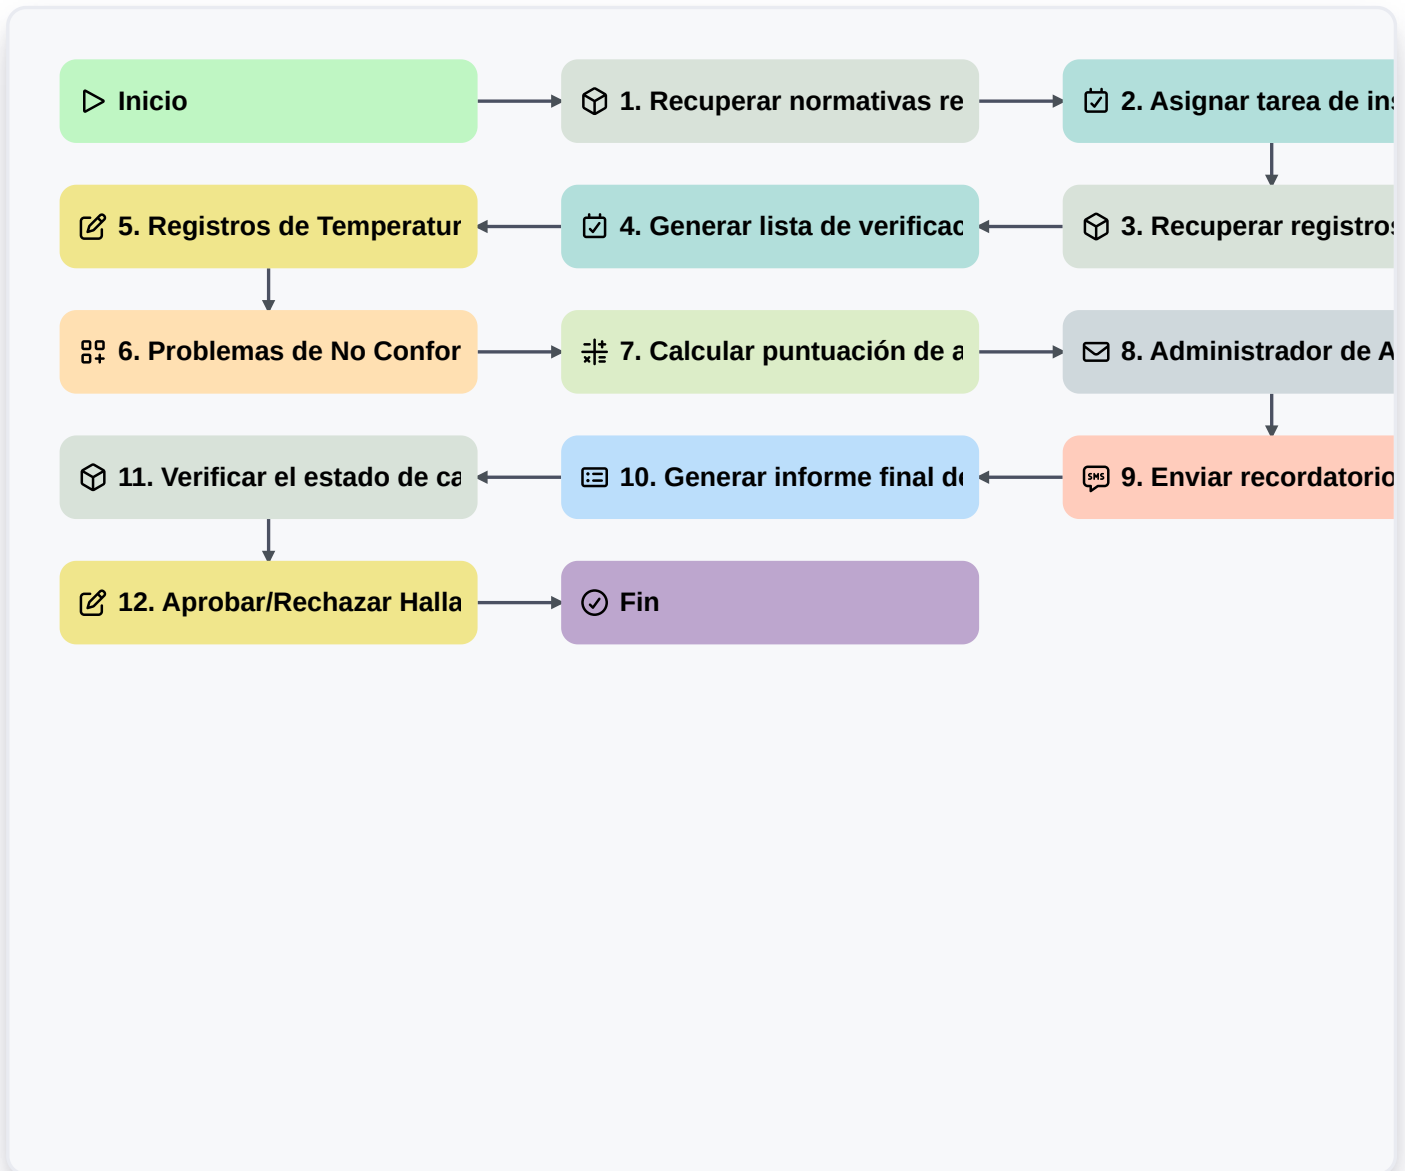 Inicio
1. Recuperar normativas re
2. Asignar tarea de ins
5. Registros de Temperatur
4. Generar lista de verificac
3. Recuperar registros
6. Problemas de No Confor
7. Calcular puntuación de a
8. Administrador de A
11. Verificar el estado de ca
10. Generar informe final de
9. Enviar recordatorio
12. Aprobar/Rechazar Halla
Fin